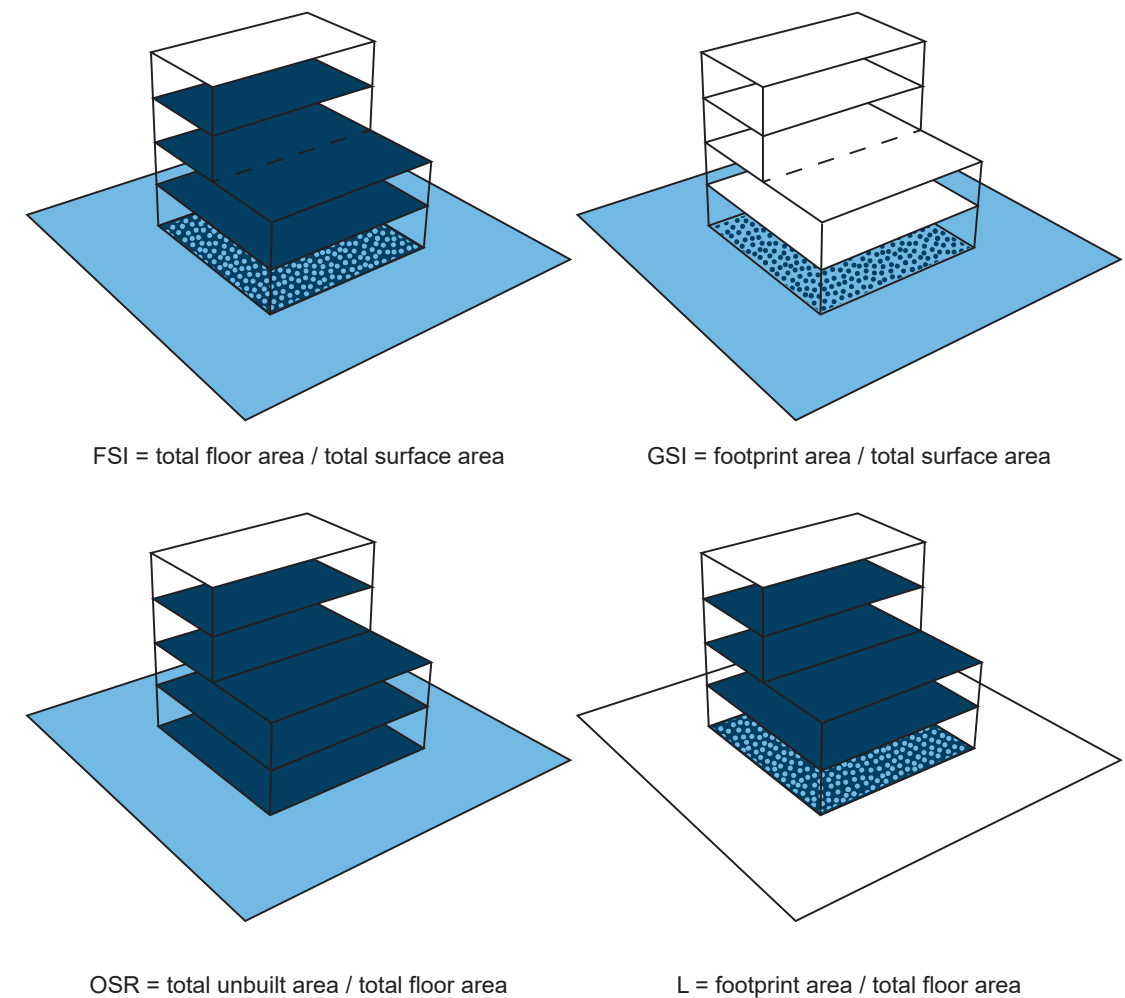 FSI = total floor area / total surface area
GSI = footprint area / total surface area
OSR = total unbuilt area / total floor area
L = footprint area / total floor area